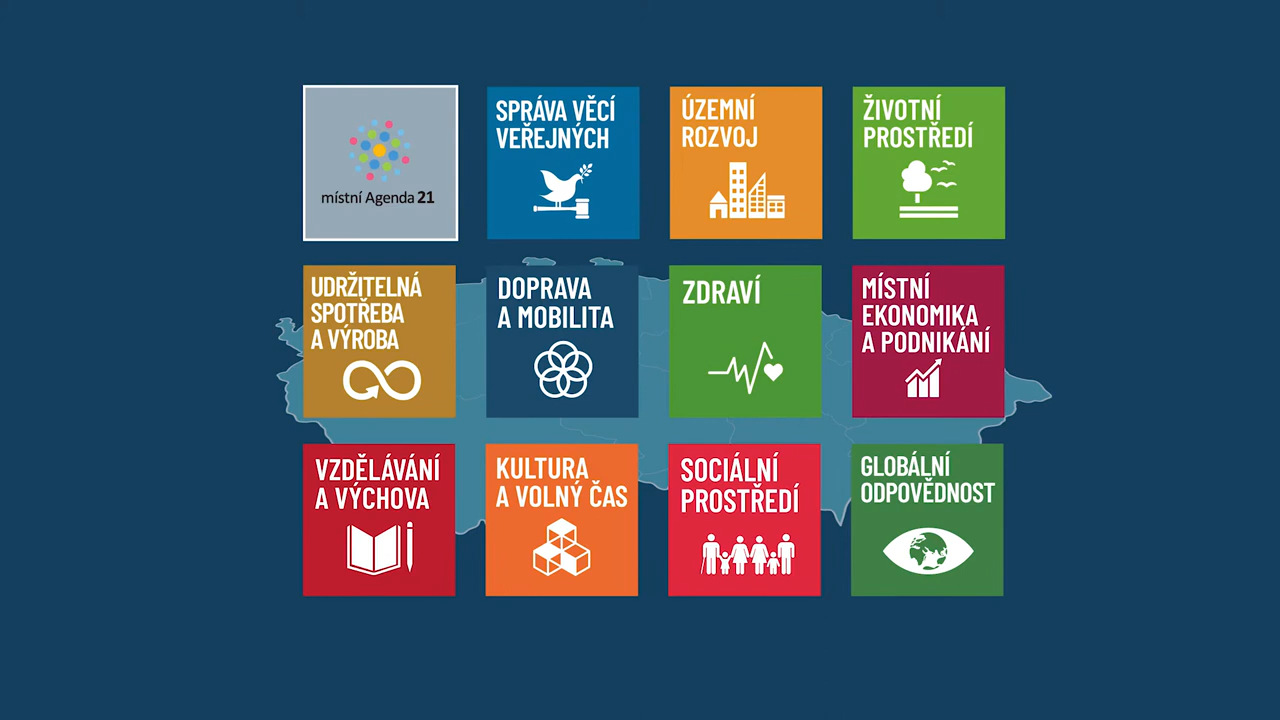 místní Agenda 21
SPRÁVA VĚCÍ
VEŘEJNÝCH
ÚZEMNÍ
ROZVOJ
ŽIVOTNÍ
PROSTŘEDÍ
UDRŽITELNÁ
SPOTŘEBA
A VÝROBA
DOPRAVA
A MOBILITA
ZDRAVÍ
MÍSTNÍ
EKONOMIKA
A PODNIKÁNÍ
VZDĚLÁVÁNÍ
A VÝCHOVA
KULTURA
A VOLNÝ ČAS
SOCIÁLNÍ
PROSTŘEDÍ
GLOBÁLNÍ
ODPOVĚDNOST